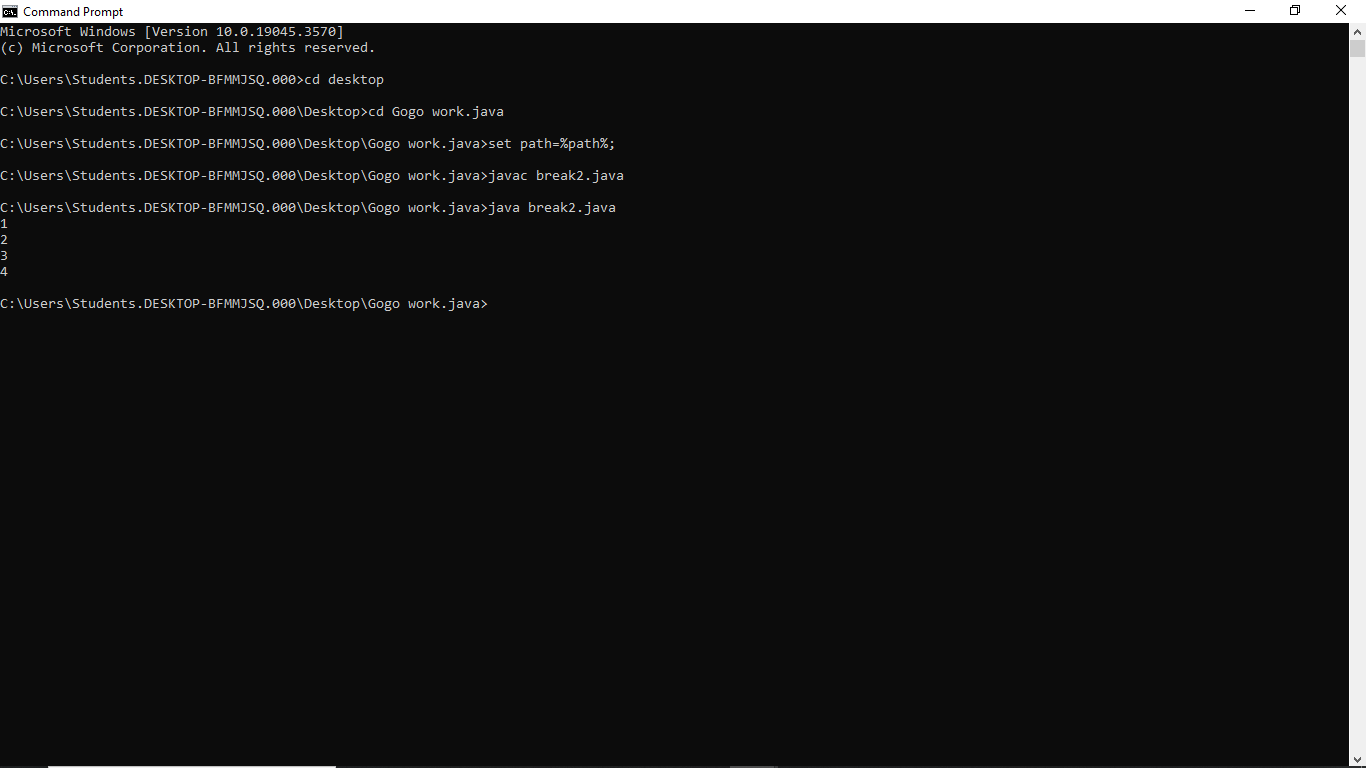 Command Prompt
Microsoft Windows [Version 10.0.19045.3570]
(c) Microsoft Corporation. All rights reserved.
C:\Users\Students.DESKTOP-BFMMJSQ.000>cd desktop
C:\Users\Students.DESKTOP-BFMMJSQ.000\Desktop>cd Gogo work.java
C:\Users\Students.DESKTOP-BFMMJSQ.000\Desktop\Gogo work.java>set path=%path%;
C:\Users\Students.DESKTOP-BFMMJSQ.000\Desktop\Gogo work.java>javac break2.java
C:\Users\Students.DESKTOP-BFMMJSQ.000\Desktop\Gogo work.java>java break2.java
1
2
3
4
C:\Users\Students.DESKTOP-BFMMJSQ.000\Desktop\Gogo work.java>